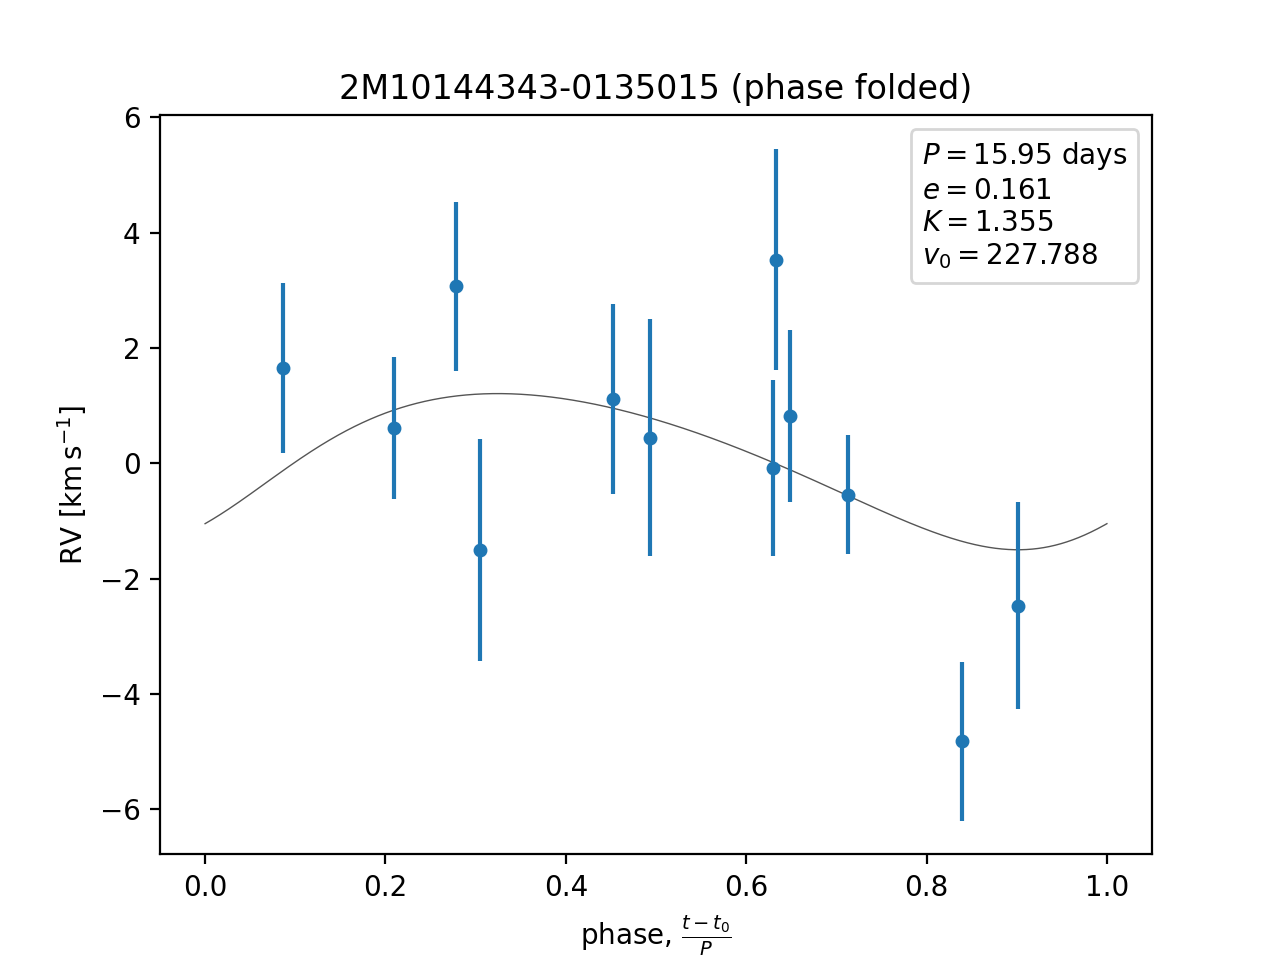 2M10144343-0135015 (phase folded)
P = 15.95 days
e = 0.161
K = 1.355
v₀ = 227.788
6
4
2
0
−2
−4
−6
RV [km s⁻¹]
0.0 0.2 0.4 0.6 0.8 1.0
phase, (t − t₀)/P